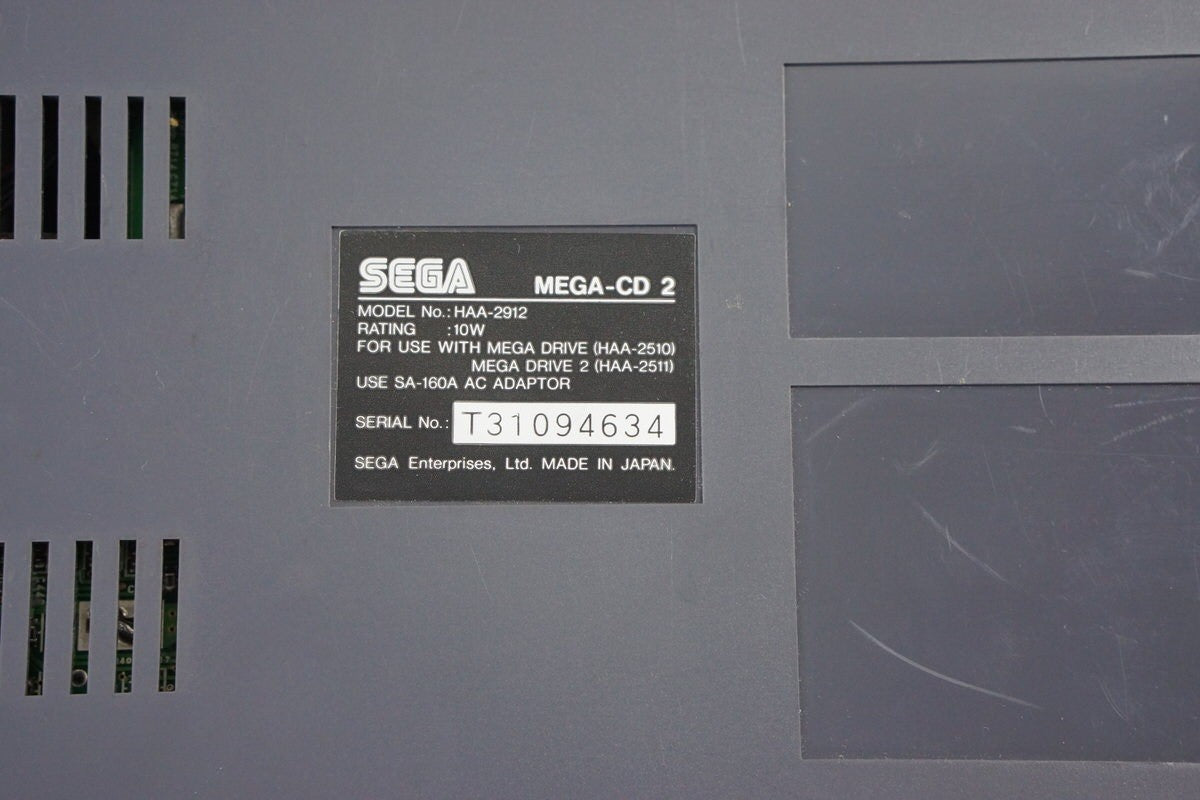 SEGA MEGA-CD 2
MODEL No.: HAA-2912
RATING :10W
FOR USE WITH MEGA DRIVE (HAA-2510)
MEGA DRIVE 2 (HAA-2511)
USE SA-160A AC ADAPTOR
SERIAL No.: T31094634
SEGA Enterprises, Ltd. MADE IN JAPAN.